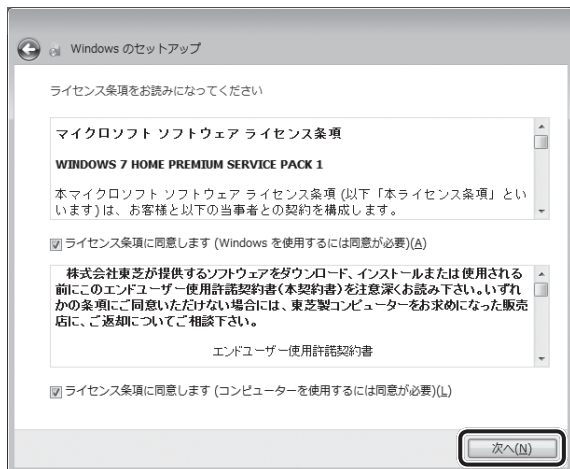 Windows のセットアップ
ライセンス条項をお読みになってください
マイクロソフト ソフトウェア ライセンス条項
WINDOWS 7 HOME PREMIUM SERVICE PACK 1
本マイクロソフト ソフトウェア ライセンス条項 (以下「本ライセンス条項」とい
います) は、お客様と以下の当事者との契約を構成します。
ライセンス条項に同意します (Windows を使用するには同意が必要)(A)
株式会社東芝が提供するソフトウェアをダウンロード、インストールまたは使用される
前にこのエンドユーザー使用許諾契約書（本契約書）を注意深くお読み下さい。いずれ
かの条項にご同意いただけない場合には、東芝製コンピューターをお求めになった販売
店に、ご返却についてご相談下さい。
エンドユーザー使用許諾契約書
ライセンス条項に同意します (コンピューターを使用するには同意が必要)(L)
次へ(N)